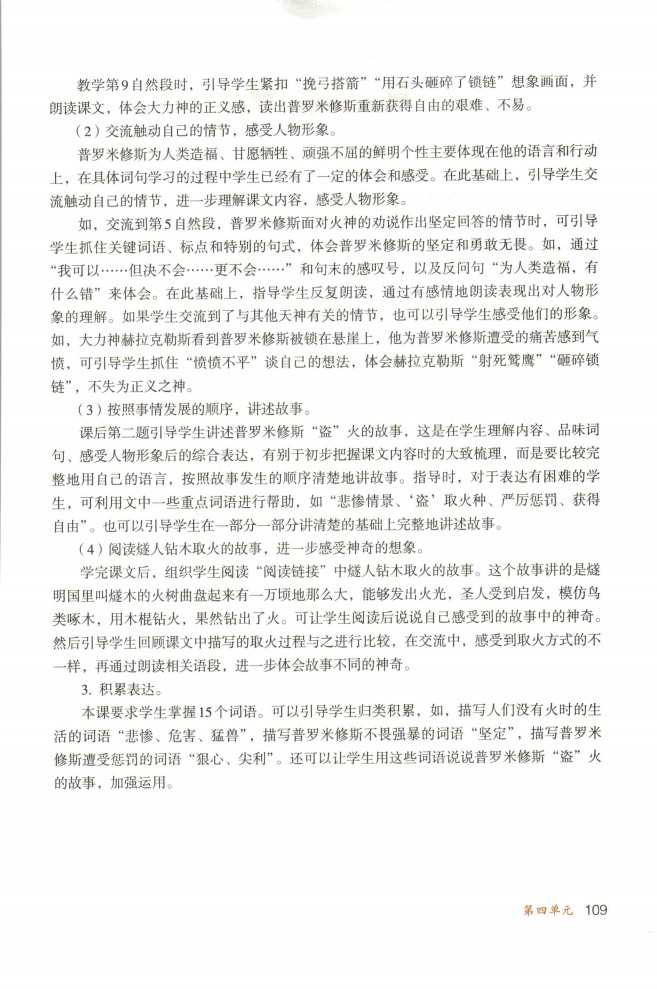 教学第9自然段时，引导学生紧扣“挽弓搭箭”“用石头砸碎了锁链”想象画面，并
朗读课文，体会大力神的正义感，读出普罗米修斯重新获得自由的艰难、不易。
（2）交流触动自己的情节，感受人物形象。
普罗米修斯为人类造福、甘愿牺牲、顽强不屈的鲜明个性主要体现在他的语言和行动
上，在具体词句学习的过程中学生已经有了一定的体会和感受。在此基础上，引导学生交
流触动自己的情节，进一步理解课文内容，感受人物形象。
如，交流到第5自然段，普罗米修斯面对火神的劝说作出坚定回答的情节时，可引导
学生抓住关键词语、标点和特别的句式，体会普罗米修斯的坚定和勇敢无畏。如，通过
“我可以……但决不会……更不会……”和句末的感叹号，以及反问句“为人类造福，有
什么错”来体会。在此基础上，指导学生反复朗读，通过有感情地朗读表现出对人物形
象的理解。如果学生交流到了与其他天神有关的情节，也可以引导学生感受他们的形象。
如，大力神赫拉克勒斯看到普罗米修斯被锁在悬崖上，他为普罗米修斯遭受的痛苦感到气
愤，可引导学生抓住“愤愤不平”谈自己的想法，体会赫拉克勒斯“射死鹫鹰”“砸碎锁
链”，不失为正义之神。
（3）按照事情发展的顺序，讲述故事。
课后第二题引导学生讲述普罗米修斯“盗”火的故事，这是在学生理解内容、品味词
句、感受人物形象后的综合表达，有别于初步把握课文内容时的大致梳理，而是要比较完
整地用自己的语言，按照故事发生的顺序清楚地讲故事。指导时，对于表达有困难的学
生，可利用文中一些重点词语进行帮助，如“悲惨情景、‘盗’取火种、严厉惩罚、获得
自由”。也可以引导学生在一部分一部分讲清楚的基础上完整地讲述故事。
（4）阅读燧人钻木取火的故事，进一步感受神奇的想象。
学完课文后，组织学生阅读“阅读链接”中燧人钻木取火的故事。这个故事讲的是燧
明国里叫燧木的火树曲盘起来有一万顷地那么大，能够发出火光，圣人受到启发，模仿鸟
类啄木，用木棍钻火，果然钻出了火。可让学生阅读后说说自己感受到的故事中的神奇。
然后引导学生回顾课文中描写的取火过程与之进行比较，在交流中，感受到取火方式的不
一样，再通过朗读相关语段，进一步体会故事不同的神奇。
3. 积累表达。
本课要求学生掌握15个词语。可以引导学生归类积累，如，描写人们没有火时的生
活的词语“悲惨、危害、猛兽”，描写普罗米修斯不畏强暴的词语“坚定”，描写普罗米
修斯遭受惩罚的词语“狠心、尖利”。还可以让学生用这些词语说说普罗米修斯“盗”火
的故事，加强运用。
第四单元 109